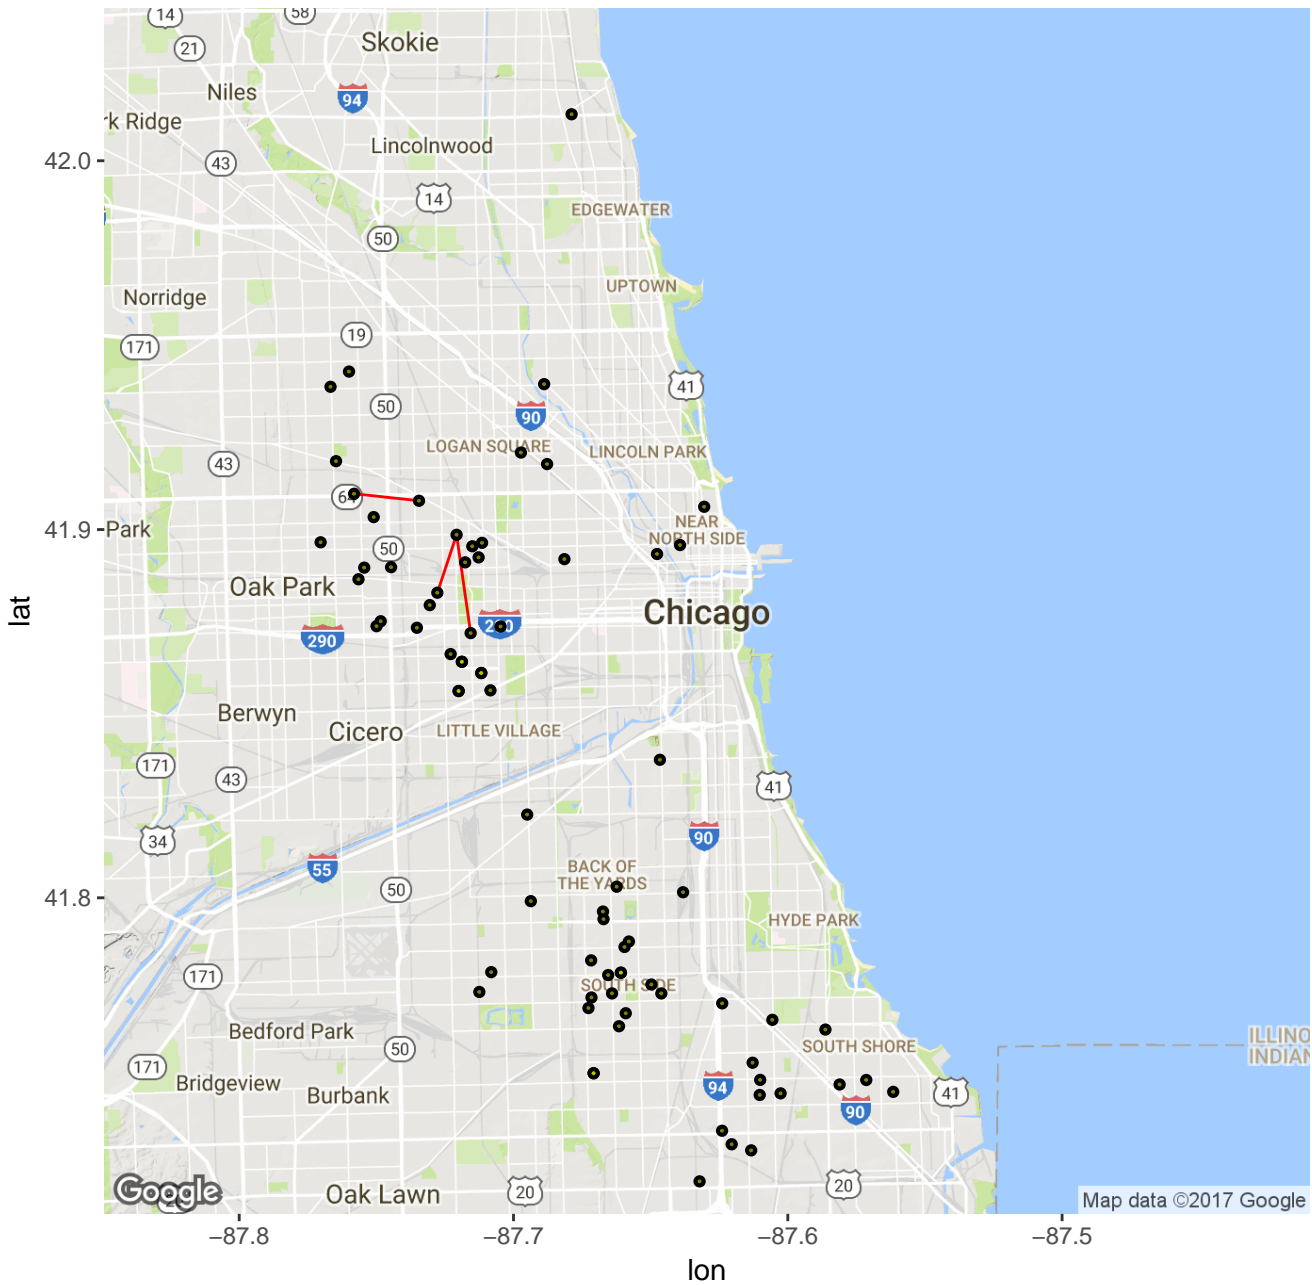 14
58
21
Skokie
Niles
94
rk Ridge
Lincolnwood
42.0
43
14
EDGEWATER
50
UPTOWN
Norridge
19
171
41
50
90
LOGAN SQUARE
LINCOLN PARK
43
64
41.9
Park
NEAR
NORTH SIDE
50
Oak Park
Chicago
290
290
Berwyn
Cicero
LITTLE VILLAGE
171
43
41
34
90
55
BACK OF
THE YARDS
50
41.8
HYDE PARK
171
SOUTH SIDE
Bedford Park
50
SOUTH SHORE
ILLINO
INDIAN
171
Bridgeview
94
Burbank
41
90
Google
Oak Lawn
20
20
Map data ©2017 Google
−87.8
−87.7
−87.6
−87.5
lon
lat